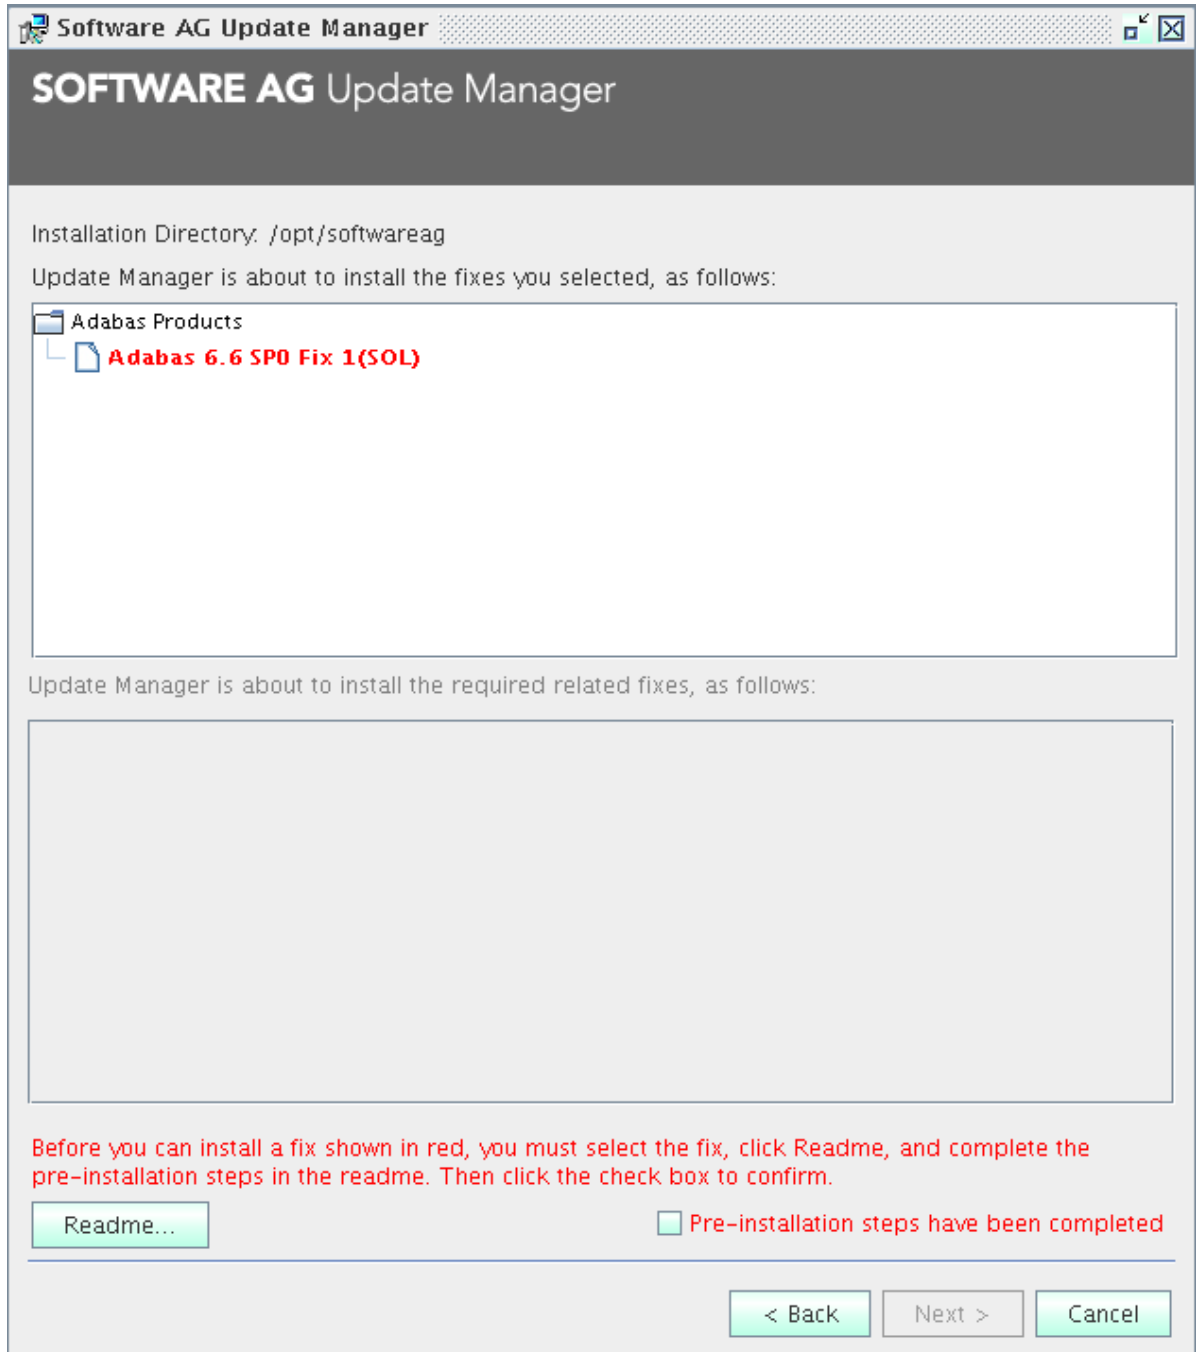 Software AG Update Manager
SOFTWARE AG Update Manager
Installation Directory: /opt/softwareag
Update Manager is about to install the fixes you selected, as follows:
Adabas Products
Adabas 6.6 SP0 Fix 1(SOL)
Update Manager is about to install the required related fixes, as follows:
Before you can install a fix shown in red, you must select the fix, click Readme, and complete the
pre-installation steps in the readme. Then click the check box to confirm.
Readme...
Pre-installation steps have been completed
< Back
Next >
Cancel